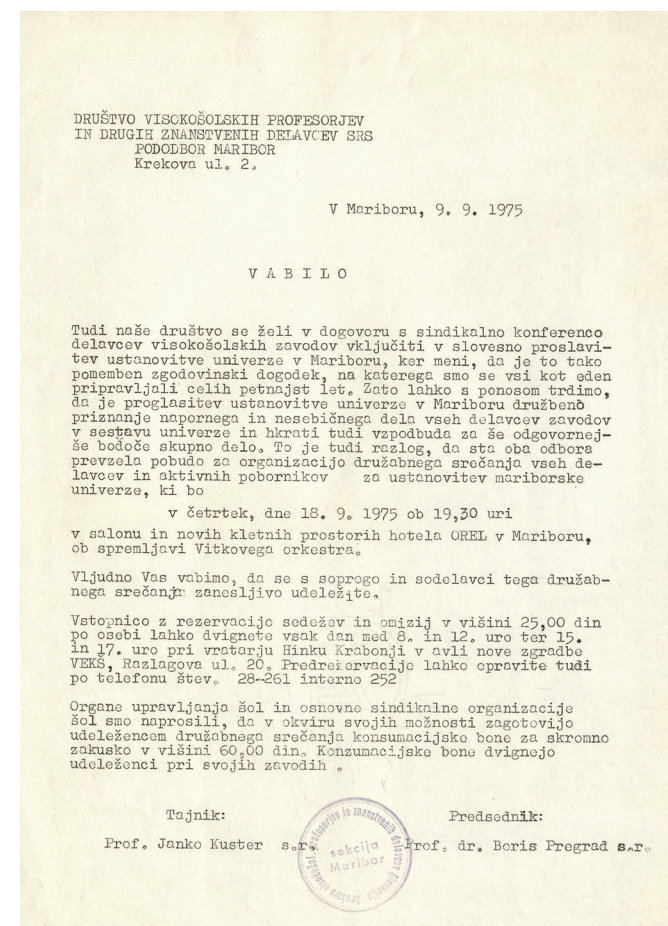 DRUŠTVO VISOKOŠOLSKIH PROFESORJEV
IN DRUGIH ZNANSTVENIH DELAVCEV SRS
PODODBOR MARIBOR
Krekova ul. 2.
V Mariboru, 9. 9. 1975
V A B I L O
Tudi naše društvo se želi v dogovoru s sindikalno konferenco
delavcev visokošolskih zavodov vključiti v slovesno proslavi-
tev ustanovitve univerze v Mariboru, ker meni, da je to tako
pomemben zgodovinski dogodek, na katerega smo se vsi kot eden
pripravljali celih petnajst let. Zato lahko s ponosom trdimo,
da je proglasitev ustanovitve univerze v Mariboru družbeno
priznanje napornega in nesebičnega dela vseh delavcev zavodov
v sestavu univerze in hkrati tudi vzpodbuda za še odgovornej-
še bodoče skupno delo. To je tudi razlog, da sta oba odbora
prevzela pobudo za organizacijo družabnega srečanja vseh de-
lavcev in aktivnih pobornikov za ustanovitev mariborske
univerze, ki bo
v četrtek, dne 18. 9. 1975 ob 19,30 uri
v salonu in novih kletnih prostorih hotela OREL v Mariboru,
ob spremljavi Vitkovega orkestra.
Vljudno Vas vabimo, da se s soprogo in sodelavci tega družab-
nega srečanja zanesljivo udeležite.
Vstopnico z rezervacijo sedežev in omizij v višini 25,00 din
po osebi lahko dvignete vsak dan med 8. in 12. uro ter 15.
in 17. uro pri vratarju Hinku Krabonji v avli nove zgradbe
VEKŠ, Razlagova ul. 20. Predrezervacije lahko opravite tudi
po telefonu štev. 28-261 interno 252
Organe upravljanja šol in osnovne sindikalne organizacije
šol smo naprosili, da v okviru svojih možnosti zagotovijo
udeležencem družabnega srečanja konsumacijske bone za skromno
zakusko v višini 60,00 din. Konzumacijske bone dvignejo
udeleženci pri svojih zavodih .
Tajnik: Predsednik:
Prof. Janko Kuster s.r. Prof. dr. Boris Pregrad s.r.
sekcija
Maribor